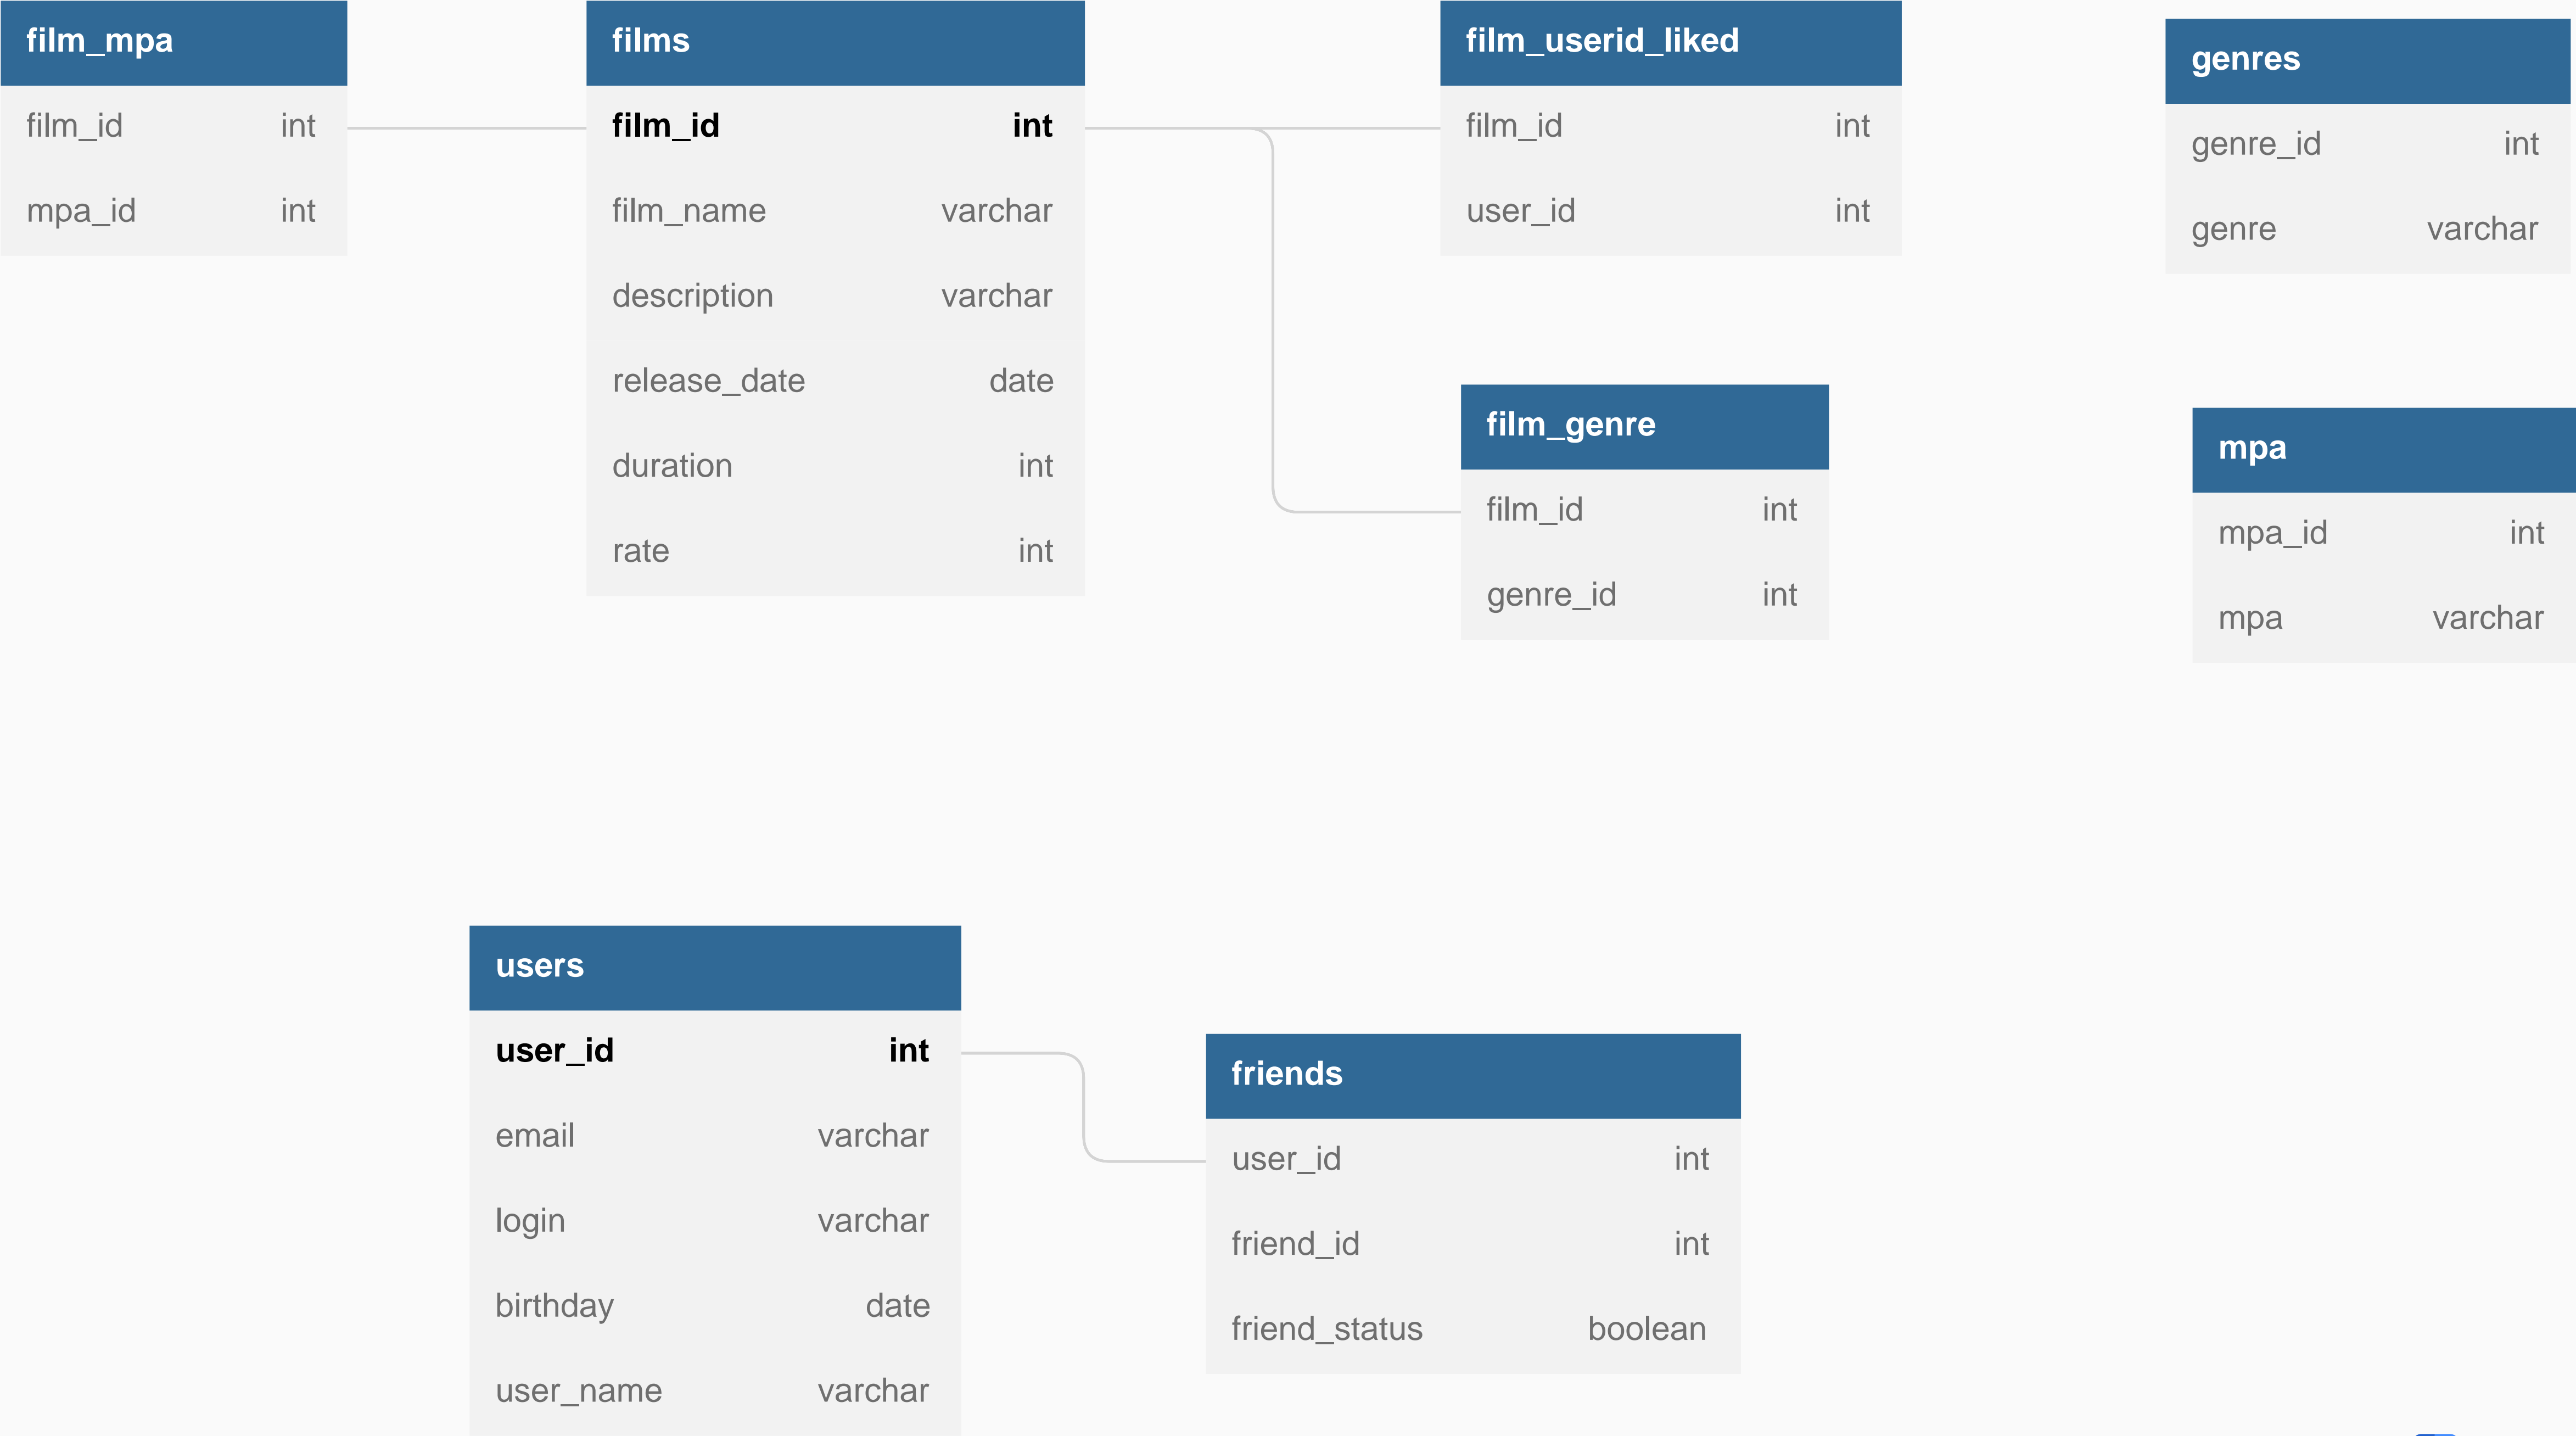 film_mpa
film_id int
mpa_id int
films
film_id int
film_name varchar
description varchar
release_date date
duration int
rate int
film_userid_liked
film_id int
user_id int
genres
genre_id int
genre varchar
film_genre
film_id int
genre_id int
mpa
mpa_id int
mpa varchar
users
user_id int
email varchar
login varchar
birthday date
user_name varchar
friends
user_id int
friend_id int
friend_status boolean